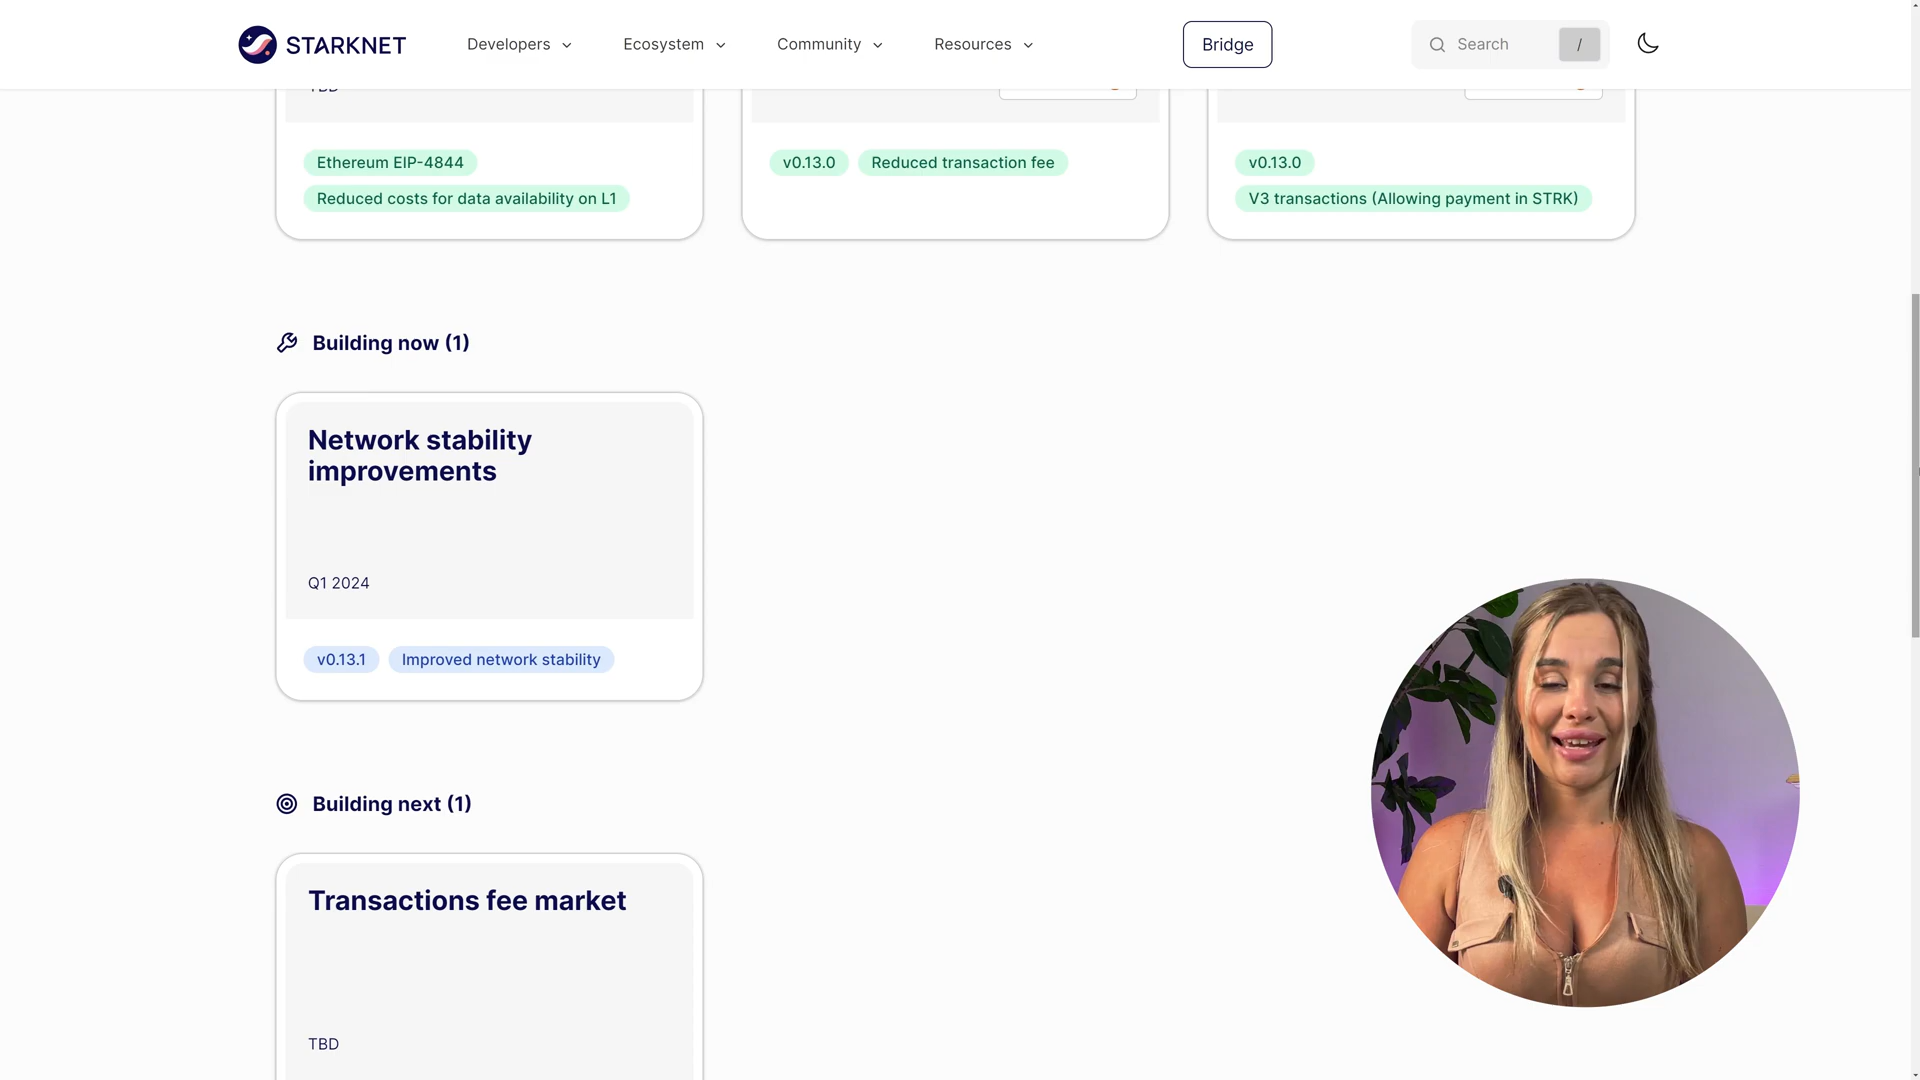 STARKNET
Developers
Ecosystem
Community
Resources
Bridge
Search
/
TBD
Ethereum EIP-4844
Reduced costs for data availability on L1
v0.13.0
Reduced transaction fee
v0.13.0
V3 transactions (Allowing payment in STRK)
Building now (1)
Network stability
improvements
Q1 2024
v0.13.1
Improved network stability
Building next (1)
Transactions fee market
TBD